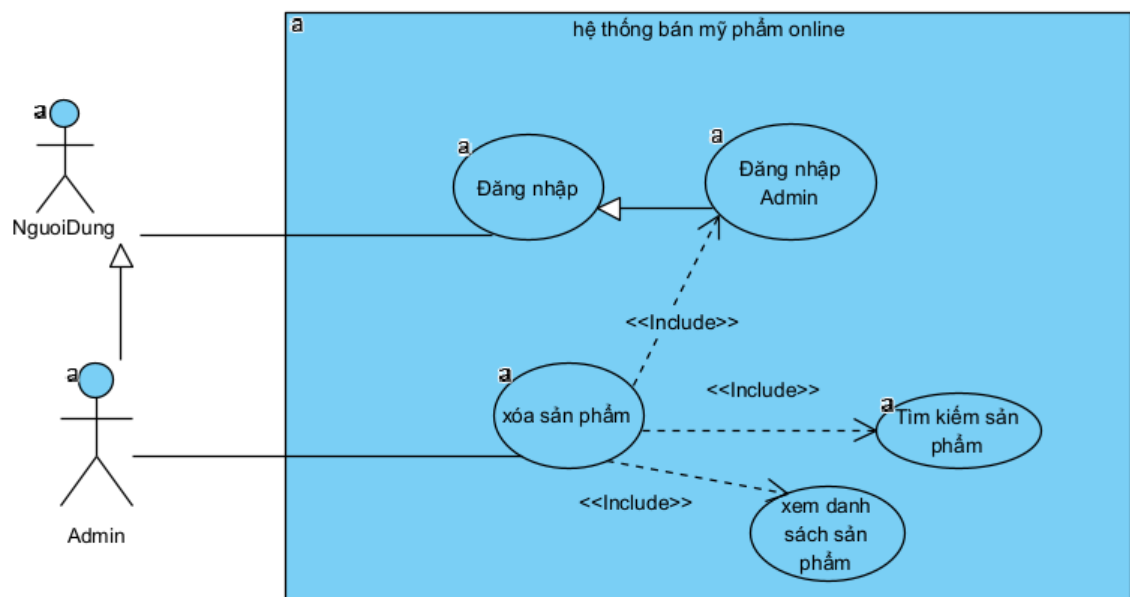 a
hệ thống bán mỹ phẩm online
a
NguoiDung
a
Đăng nhập
a
Đăng nhập
Admin
<<Include>>
a
Admin
a
xóa sản phẩm
<<Include>>
a
Tìm kiếm sản
phẩm
<<Include>>
xem danh
sách sản
phẩm